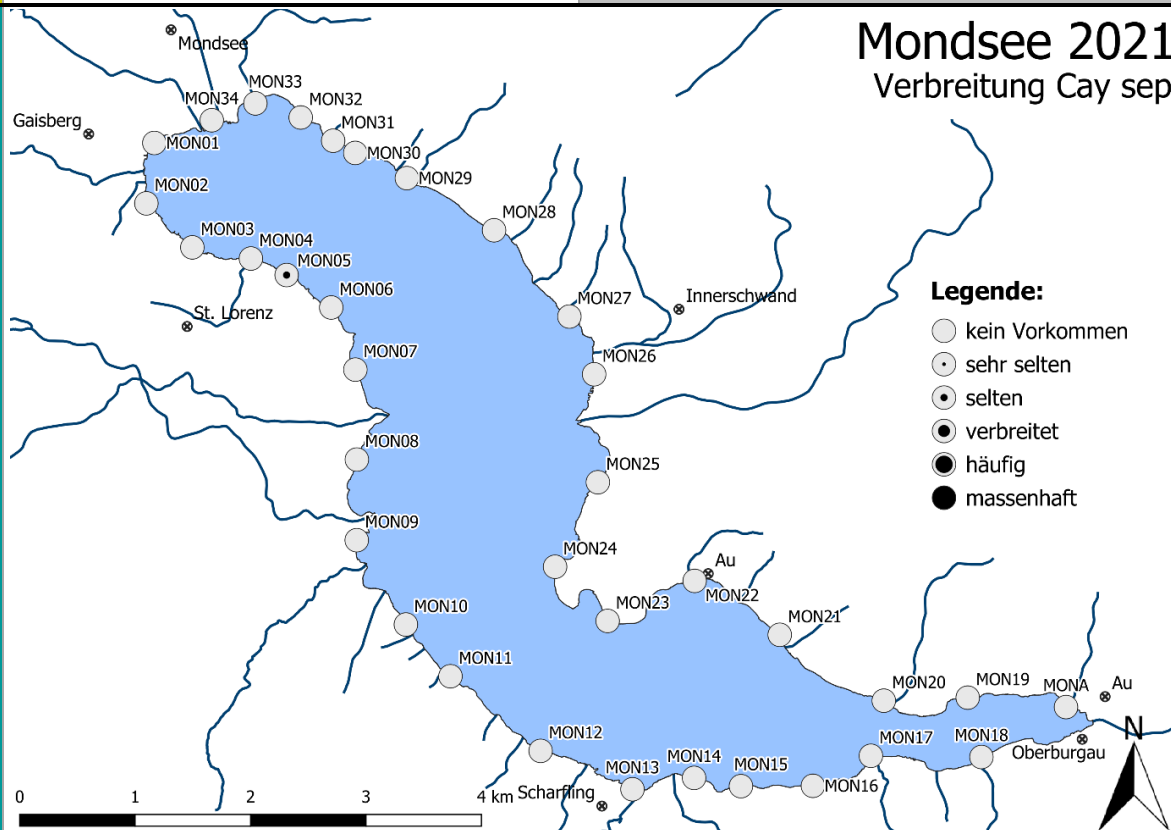 Mondsee 2021
Verbreitung Cay sep
Mondsee
Gaisberg
MON33
MON34
MON32
MON31
MON01
MON30
MON29
MON02
MON28
MON03
MON04
MON05
MON06
St. Lorenz
MON27
Innerschwand
MON07
MON26
Legende:
kein Vorkommen
sehr selten
selten
verbreitet
häufig
massenhaft
MON08
MON25
MON09
MON24
Au
MON22
MON23
MON10
MON21
MON11
MON20
MON19
MONA
Au
MON12
MON17
MON18
Oberburgau
N
MON13
MON14
MON15
MON16
Scharfling
0 1 2 3 4 km